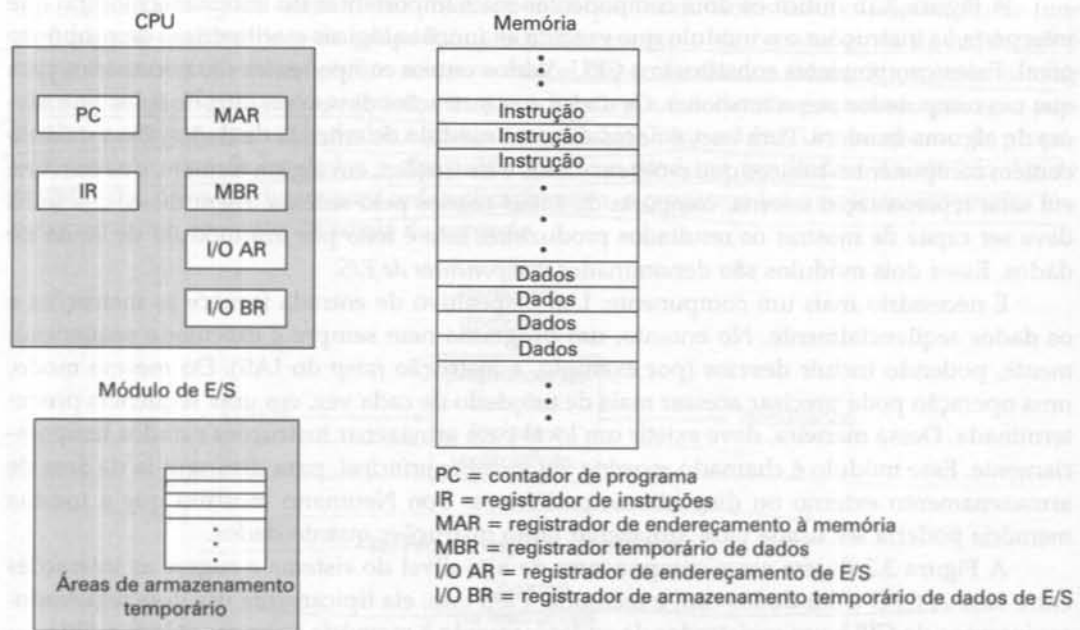 CPU
PC
MAR
IR
MBR
I/O AR
I/O BR
Memória
Instrução
Instrução
Instrução
Dados
Dados
Dados
Dados
Módulo de E/S
Áreas de armazenamento
temporário
PC = contador de programa
IR = registrador de instruções
MAR = registrador de endereçamento à memória
MBR = registrador temporário de dados
I/O AR = registrador de endereçamento de E/S
I/O BR = registrador de armazenamento temporário de dados de E/S